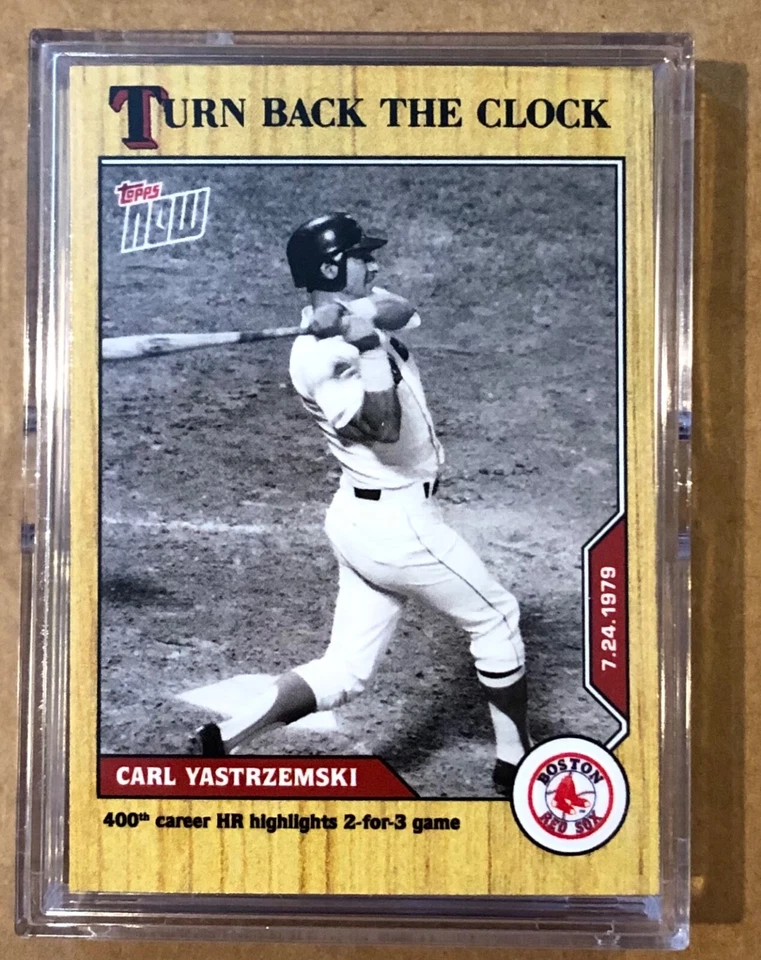 TURN BACK THE CLOCK
topps
now
7.24.1979
CARL YASTRZEMSKI
BOSTON
RED SOX
400th career HR highlights 2-for-3 game